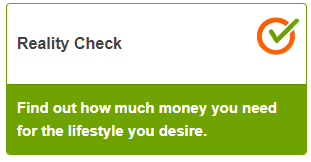 Reality Check
Find out how much money you need
for the lifestyle you desire.